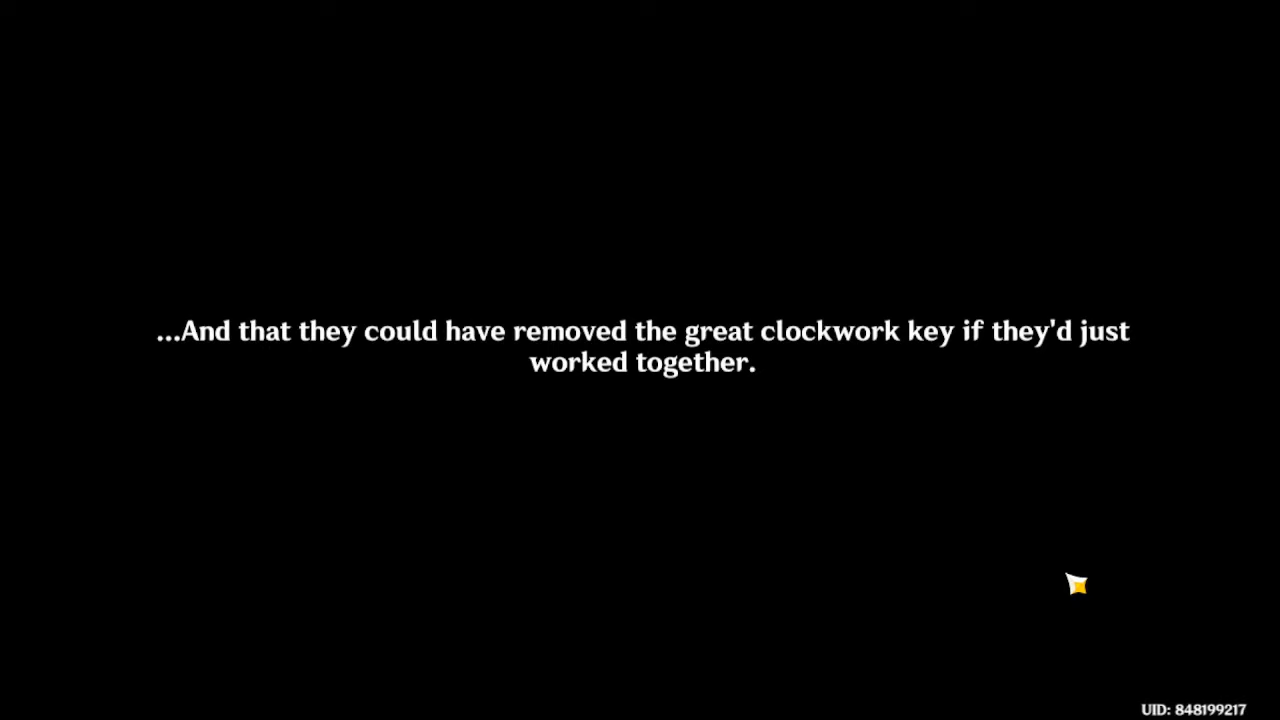 ...And that they could have removed the great clockwork key if they'd just
worked together.
UID: 848199217